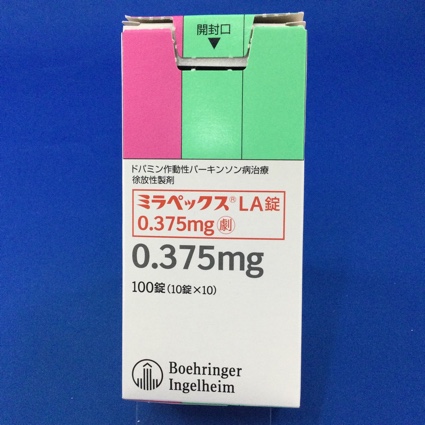 開封口
▼
ドパミン作動性パーキンソン病治療
徐放性製剤
ミラペックス®LA錠
0.375mg 劇
0.375mg
100錠(10錠×10)
Boehringer
Ingelheim